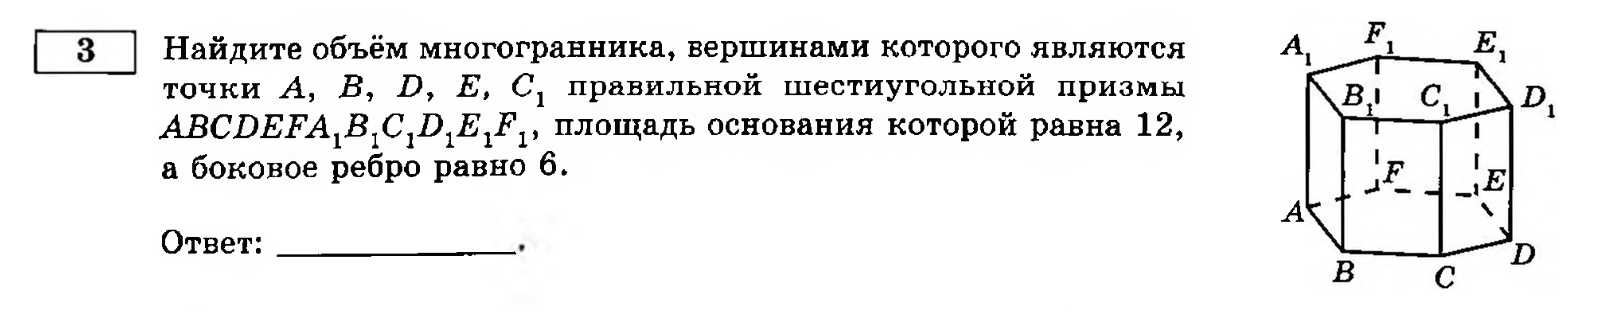 3
Найдите объём многогранника, вершинами которого являются
точки A, B, D, E, C₁ правильной шестиугольной призмы
ABCDEFA₁B₁C₁D₁E₁F₁, площадь основания которой равна 12,
а боковое ребро равно 6.
Ответ: ______________.
F₁
A₁
E₁
B₁
C₁
D₁
F
E
A
D
B
C